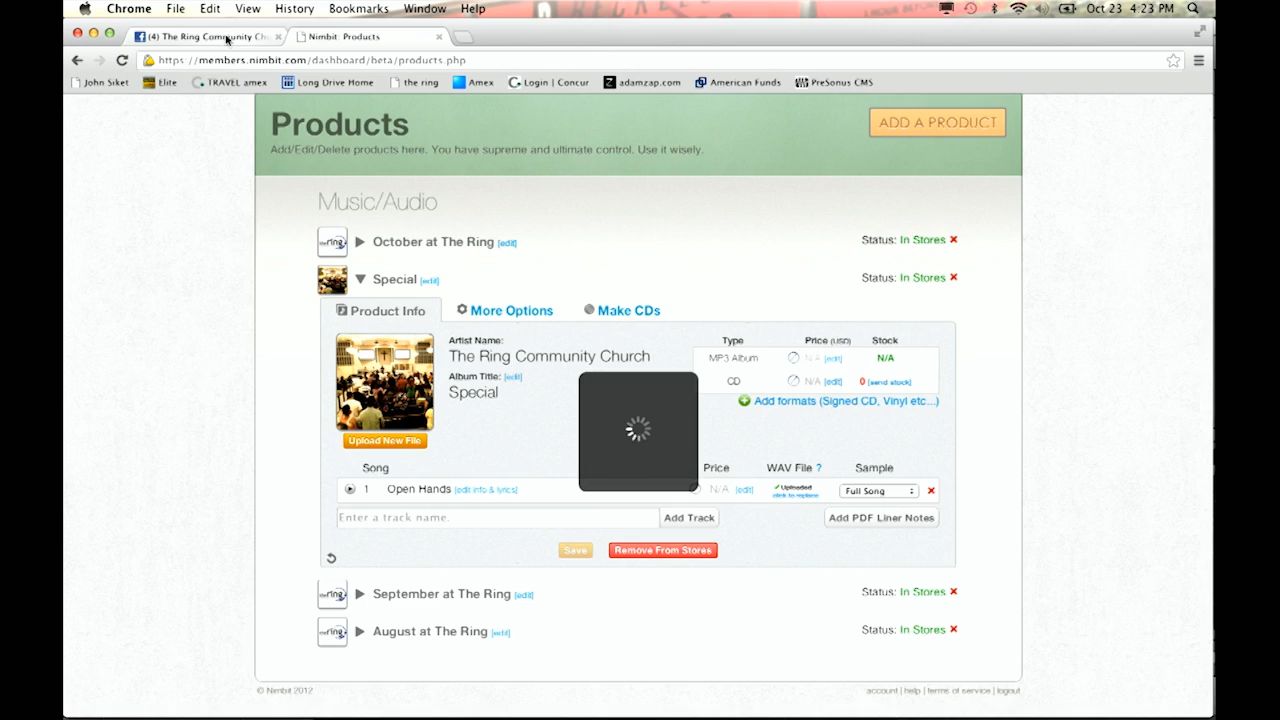 Chrome File Edit View History Bookmarks Window Help Oct 23 4:23 PM
(4) The Ring Community Ch Nimbit: Products
https://members.nimbit.com/dashboard/beta/products.php
John Siket Elite TRAVEL amex Long Drive Home the ring Amex Login | Concur adamzap.com American Funds PreSonus CMS
Products
ADD A PRODUCT
Add/Edit/Delete products here. You have supreme and ultimate control. Use it wisely.
Music/Audio
October at The Ring [edit] Status: In Stores
Special [edit] Status: In Stores
Product Info More Options Make CDs
Artist Name:
The Ring Community Church
Album Title: [edit]
Special
Type Price (USD) Stock
MP3 Album N/A [edit] N/A
CD N/A [edit] 0 [send stock]
Add formats (Signed CD, Vinyl etc...)
Upload New File
Song Price WAV File ? Sample
1 Open Hands [edit info & lyrics] N/A [edit] Uploaded Full Song
click to replace
Enter a track name. Add Track Add PDF Liner Notes
Save Remove From Stores
September at The Ring [edit] Status: In Stores
August at The Ring [edit] Status: In Stores
© Nimbit 2012 account | help | terms of service | logout